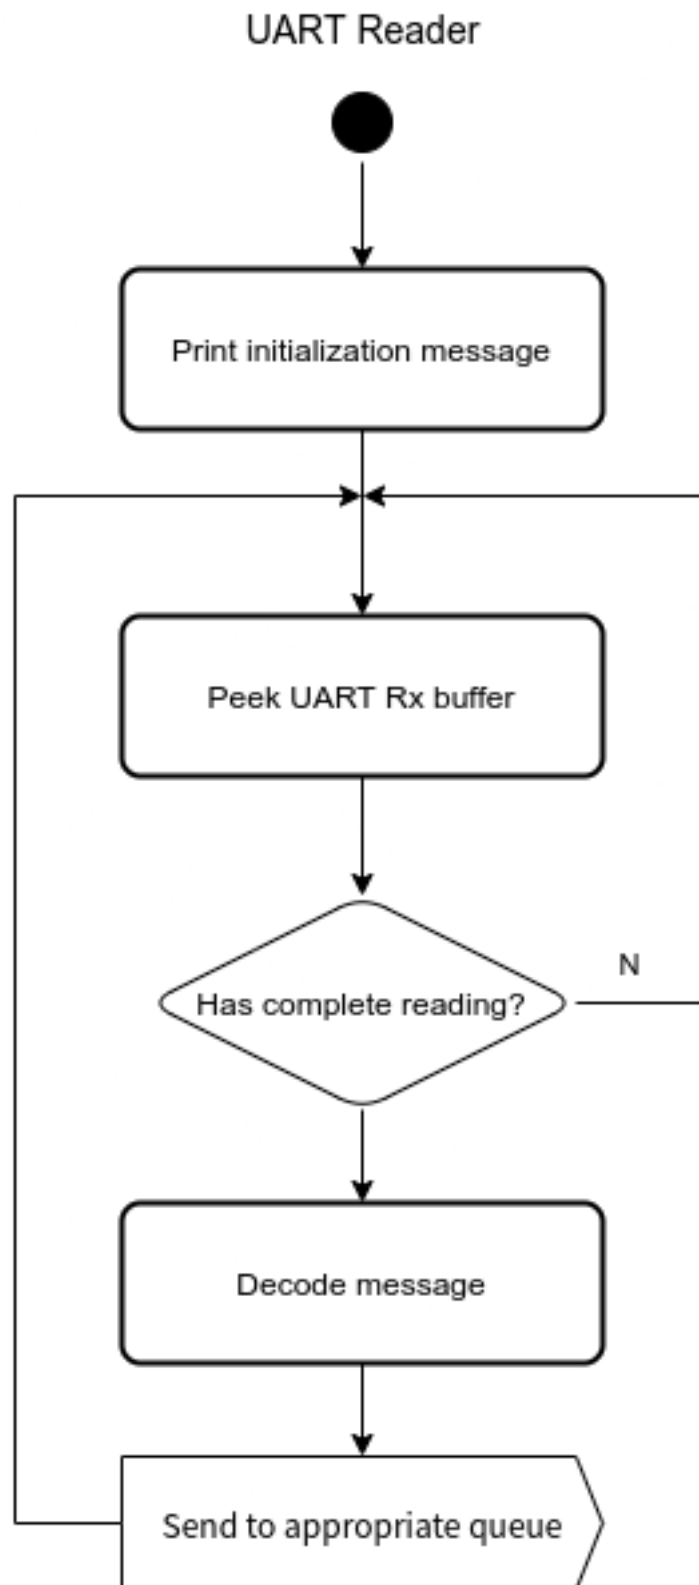 UART Reader
Print initialization message
Peek UART Rx buffer
N
Has complete reading?
Decode message
Send to appropriate queue